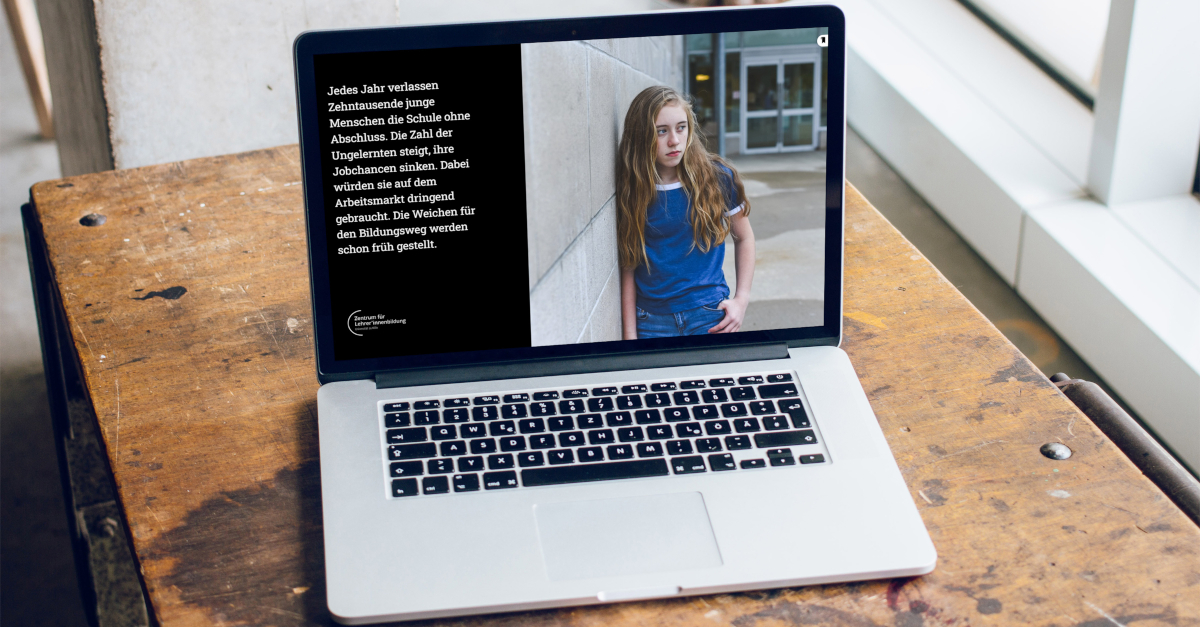 Jedes Jahr verlassen
Zehntausende junge
Menschen die Schule ohne
Abschluss. Die Zahl der
Ungelernten steigt, ihre
Jobchancen sinken. Dabei
würden sie auf dem
Arbeitsmarkt dringend
gebraucht. Die Weichen für
den Bildungsweg werden
schon früh gestellt.
Zentrum für
Lehrer*innenbildung
Q W E R T Z U I O P Ü
A S D F G H J K L Ö Ä
Y X C V B N M